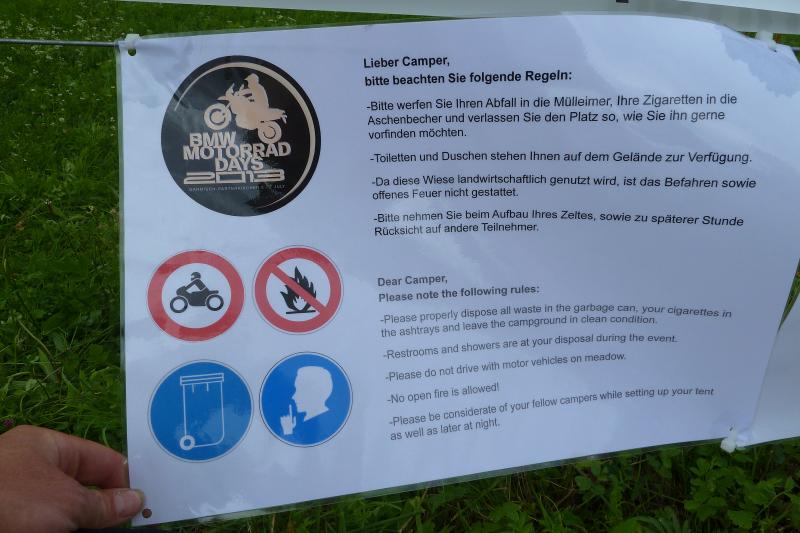 BMW
MOTORRAD
DAYS
2013
GARMISCH-PARTENKIRCHEN JULY
Lieber Camper,
bitte beachten Sie folgende Regeln:
-Bitte werfen Sie Ihren Abfall in die Mülleimer, Ihre Zigaretten in die
Aschenbecher und verlassen Sie den Platz so, wie Sie ihn gerne
vorfinden möchten.
-Toiletten und Duschen stehen Ihnen auf dem Gelände zur Verfügung.
-Da diese Wiese landwirtschaftlich genutzt wird, ist das Befahren sowie
offenes Feuer nicht gestattet.
-Bitte nehmen Sie beim Aufbau Ihres Zeltes, sowie zu späterer Stunde
Rücksicht auf andere Teilnehmer.
Dear Camper,
Please note the following rules:
-Please properly dispose all waste in the garbage can, your cigarettes in
the ashtrays and leave the campground in clean condition.
-Restrooms and showers are at your disposal during the event.
-Please do not drive with motor vehicles on meadow.
-No open fire is allowed!
-Please be considerate of your fellow campers while setting up your tent
as well as later at night.